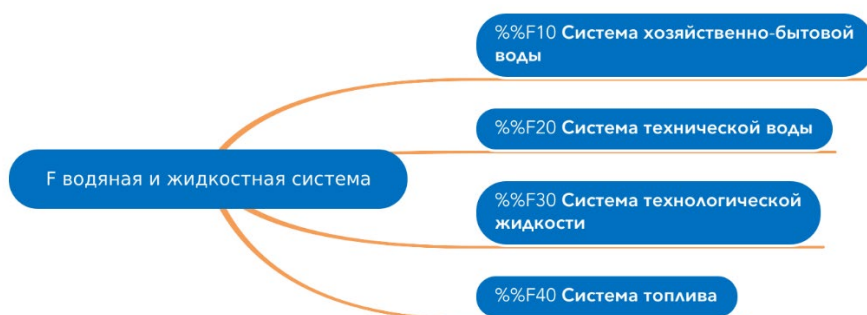 %%F10 Система хозяйственно-бытовой
воды
%%F20 Система технической воды
F водяная и жидкостная система
%%F30 Система технологической
жидкости
%%F40 Система топлива